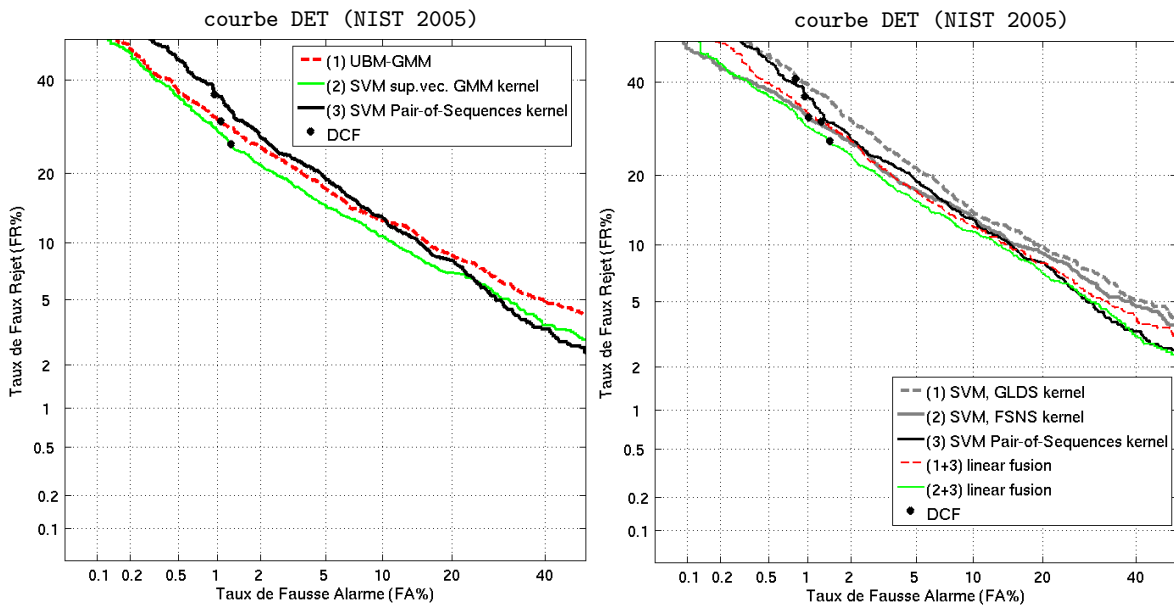 courbe DET (NIST 2005)
(1) UBM-GMM
(2) SVM sup.vec. GMM kernel
(3) SVM Pair-of-Sequences kernel
DCF
Taux de Faux Rejet (FR%)
40
20
10
5
2
1
0.5
0.2
0.1
0.1 0.2 0.5 1 2 5 10 20 40
Taux de Fausse Alarme (FA%)
courbe DET (NIST 2005)
Taux de Faux Rejet (FR%)
40
20
10
5
2
1
0.5
0.2
0.1
(1) SVM, GLDS kernel
(2) SVM, FSNS kernel
(3) SVM Pair-of-Sequences kernel
(1+3) linear fusion
(2+3) linear fusion
DCF
0.1 0.2 0.5 1 2 5 10 20 40
Taux de Fausse Alarme (FA%)